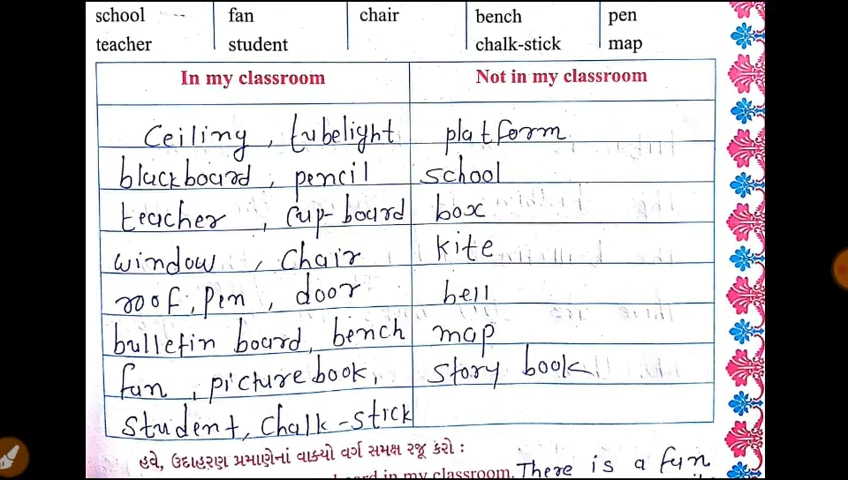 school fan chair bench pen
teacher student chalk-stick map
In my classroom Not in my classroom
Ceiling, tubelight platform
blackboard, pencil school
teacher, cup-board box
window, chair kite
roof, pen, door bell
bulletin board, bench map
fan, picture book, story book
student, chalk-stick
હવે, ઉદાહરણ પ્રમાણેનાં વાક્યો વર્ગ સમક્ષ રજૂ કરો :
in my classroom. There is a fan